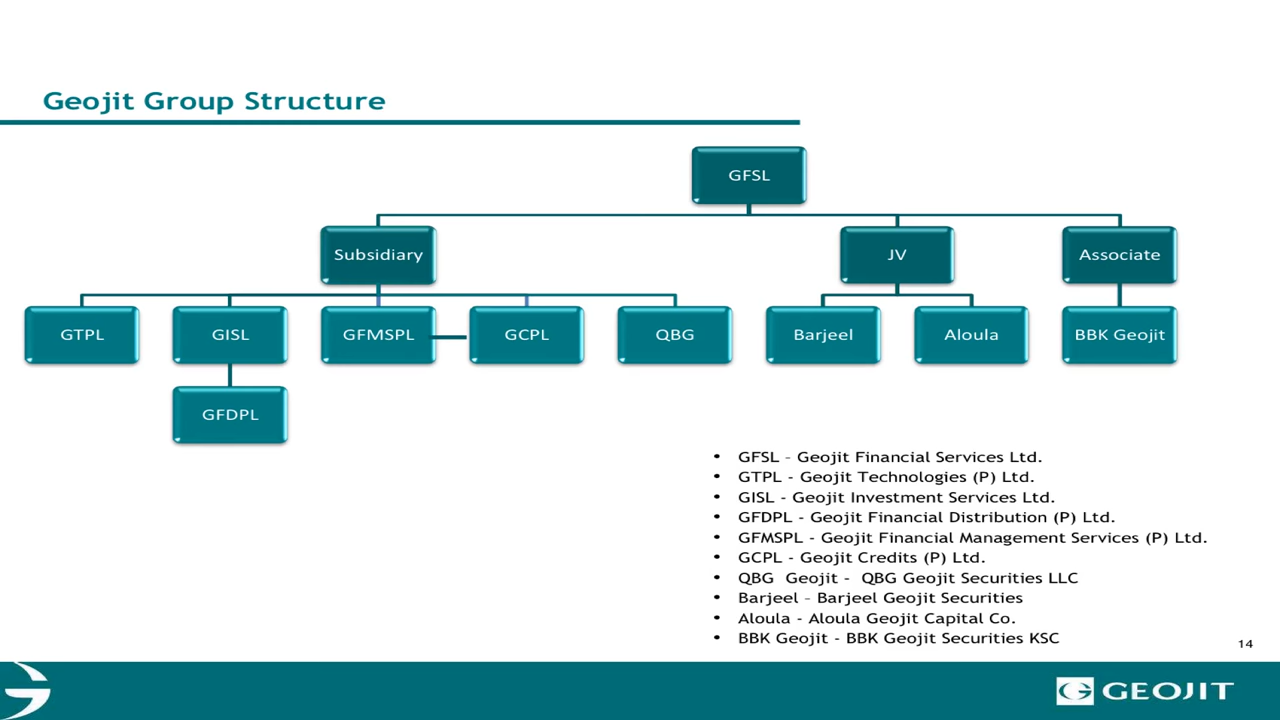 Geojit Group Structure
GFSL
Subsidiary
JV
Associate
GTPL
GISL
GFMSPL
GCPL
QBG
Barjeel
Aloula
BBK Geojit
GFDPL
• GFSL – Geojit Financial Services Ltd.
• GTPL - Geojit Technologies (P) Ltd.
• GISL - Geojit Investment Services Ltd.
• GFDPL - Geojit Financial Distribution (P) Ltd.
• GFMSPL - Geojit Financial Management Services (P) Ltd.
• GCPL - Geojit Credits (P) Ltd.
• QBG Geojit - QBG Geojit Securities LLC
• Barjeel – Barjeel Geojit Securities
• Aloula - Aloula Geojit Capital Co.
• BBK Geojit - BBK Geojit Securities KSC
14
GEOJIT